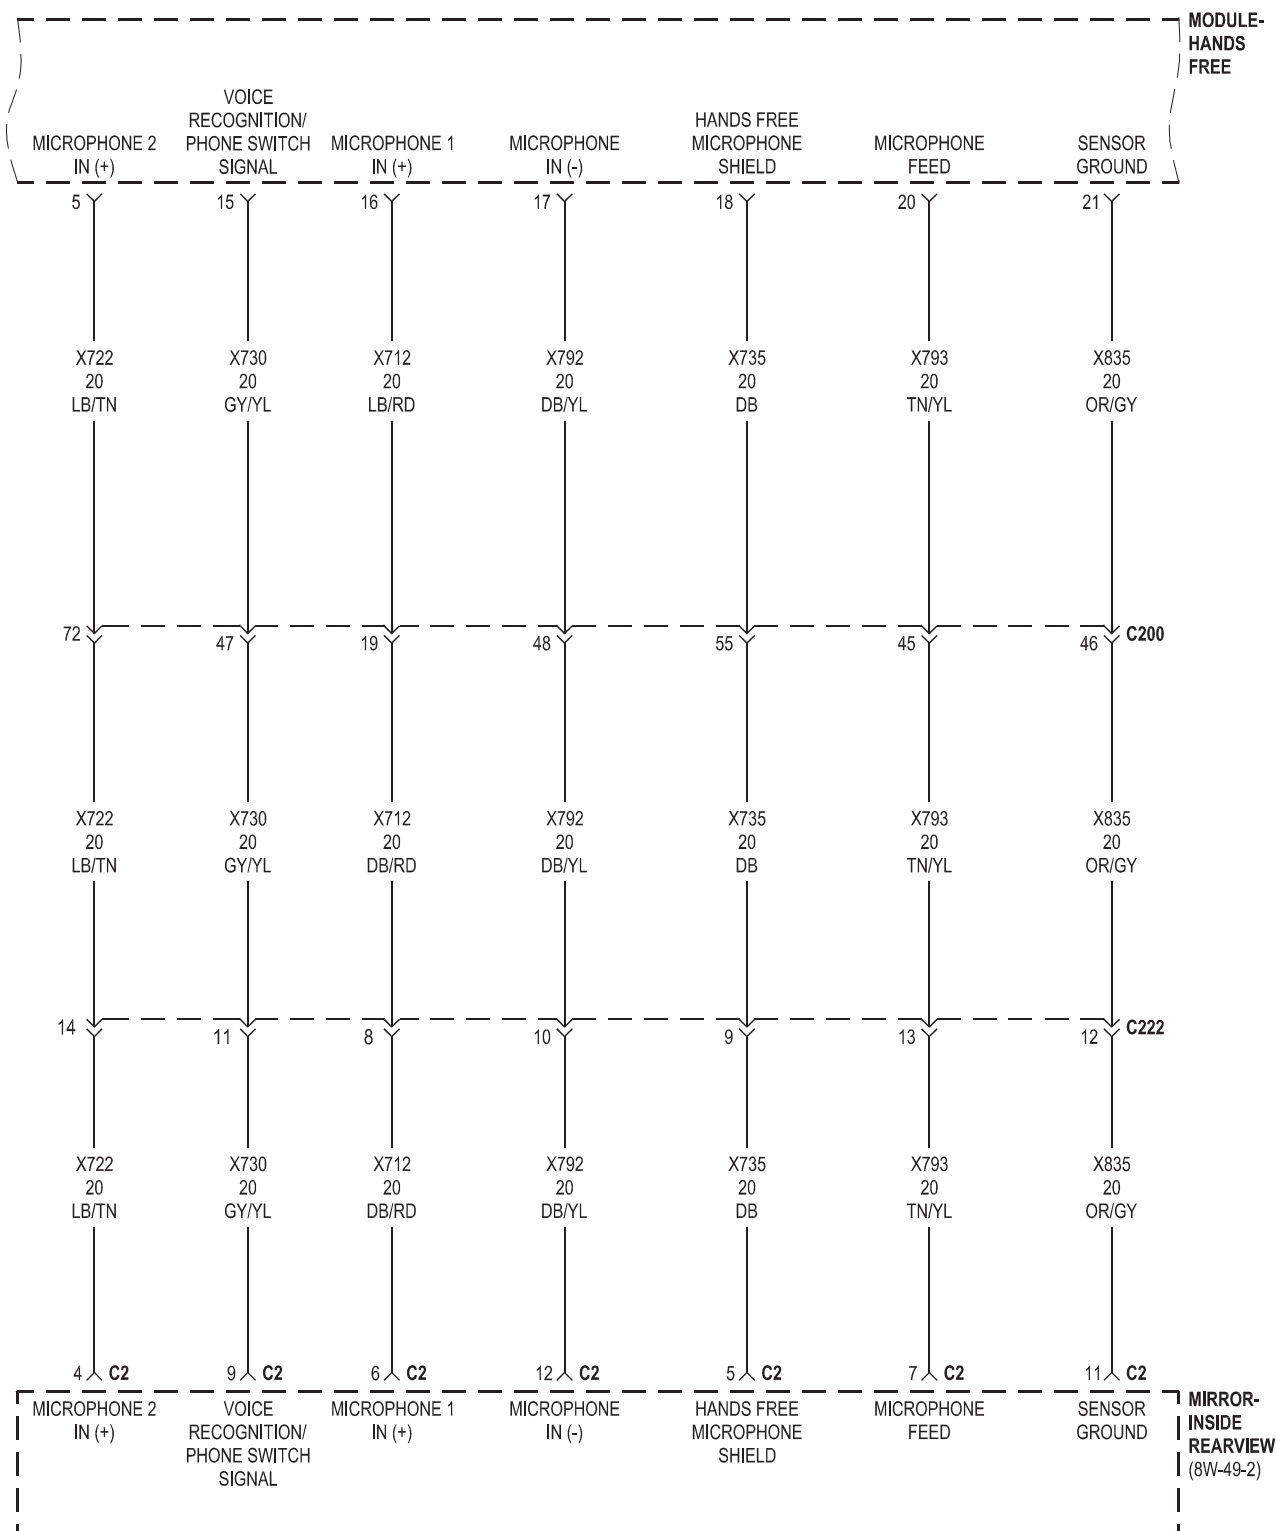 MODULE-
HANDS
FREE
MICROPHONE 2
IN (+)
VOICE
RECOGNITION/
PHONE SWITCH
SIGNAL
MICROPHONE 1
IN (+)
MICROPHONE
IN (-)
HANDS FREE
MICROPHONE
SHIELD
MICROPHONE
FEED
SENSOR
GROUND
5 15 16 17 18 20 21
X722 X730 X712 X792 X735 X793 X835
20 20 20 20 20 20 20
LB/TN GY/YL LB/RD DB/YL DB TN/YL OR/GY
72 47 19 48 55 45 46 C200
X722 X730 X712 X792 X735 X793 X835
20 20 20 20 20 20 20
LB/TN GY/YL DB/RD DB/YL DB TN/YL OR/GY
14 11 8 10 9 13 12 C222
X722 X730 X712 X792 X735 X793 X835
20 20 20 20 20 20 20
LB/TN GY/YL DB/RD DB/YL DB TN/YL OR/GY
4 C2 9 C2 6 C2 12 C2 5 C2 7 C2 11 C2
MICROPHONE 2
IN (+)
VOICE
RECOGNITION/
PHONE SWITCH
SIGNAL
MICROPHONE 1
IN (+)
MICROPHONE
IN (-)
HANDS FREE
MICROPHONE
SHIELD
MICROPHONE
FEED
SENSOR
GROUND
MIRROR-
INSIDE
REARVIEW
(8W-49-2)